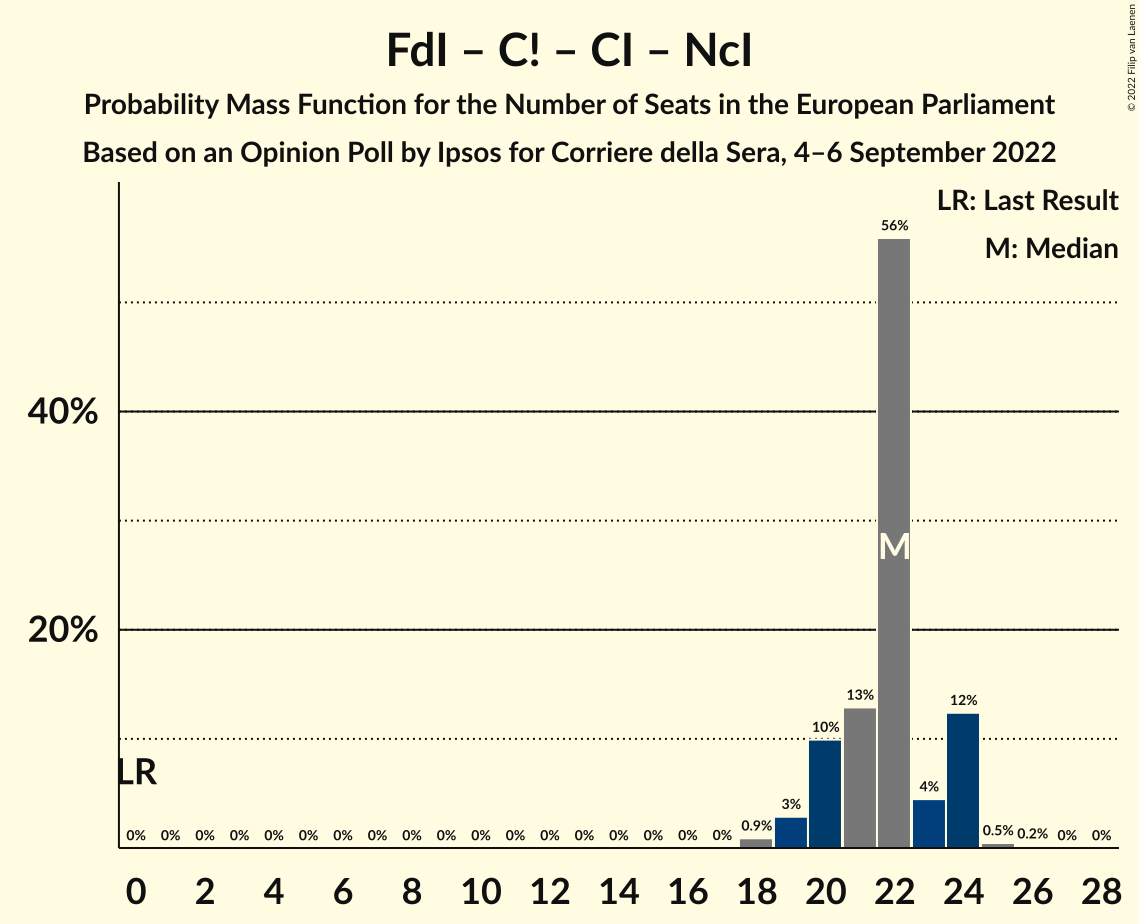 FdI – C! – CI – NcI
Probability Mass Function for the Number of Seats in the European Parliament
Based on an Opinion Poll by Ipsos for Corriere della Sera, 4–6 September 2022
© 2022 Filip van Laenen
LR: Last Result
M: Median
56%
40%
M
20%
13%
12%
10%
LR
4%
3%
0% 0% 0% 0% 0% 0% 0% 0% 0% 0% 0% 0% 0% 0% 0% 0% 0% 0% 0.9% 0.5% 0.2% 0% 0%
0 2 4 6 8 10 12 14 16 18 20 22 24 26 28